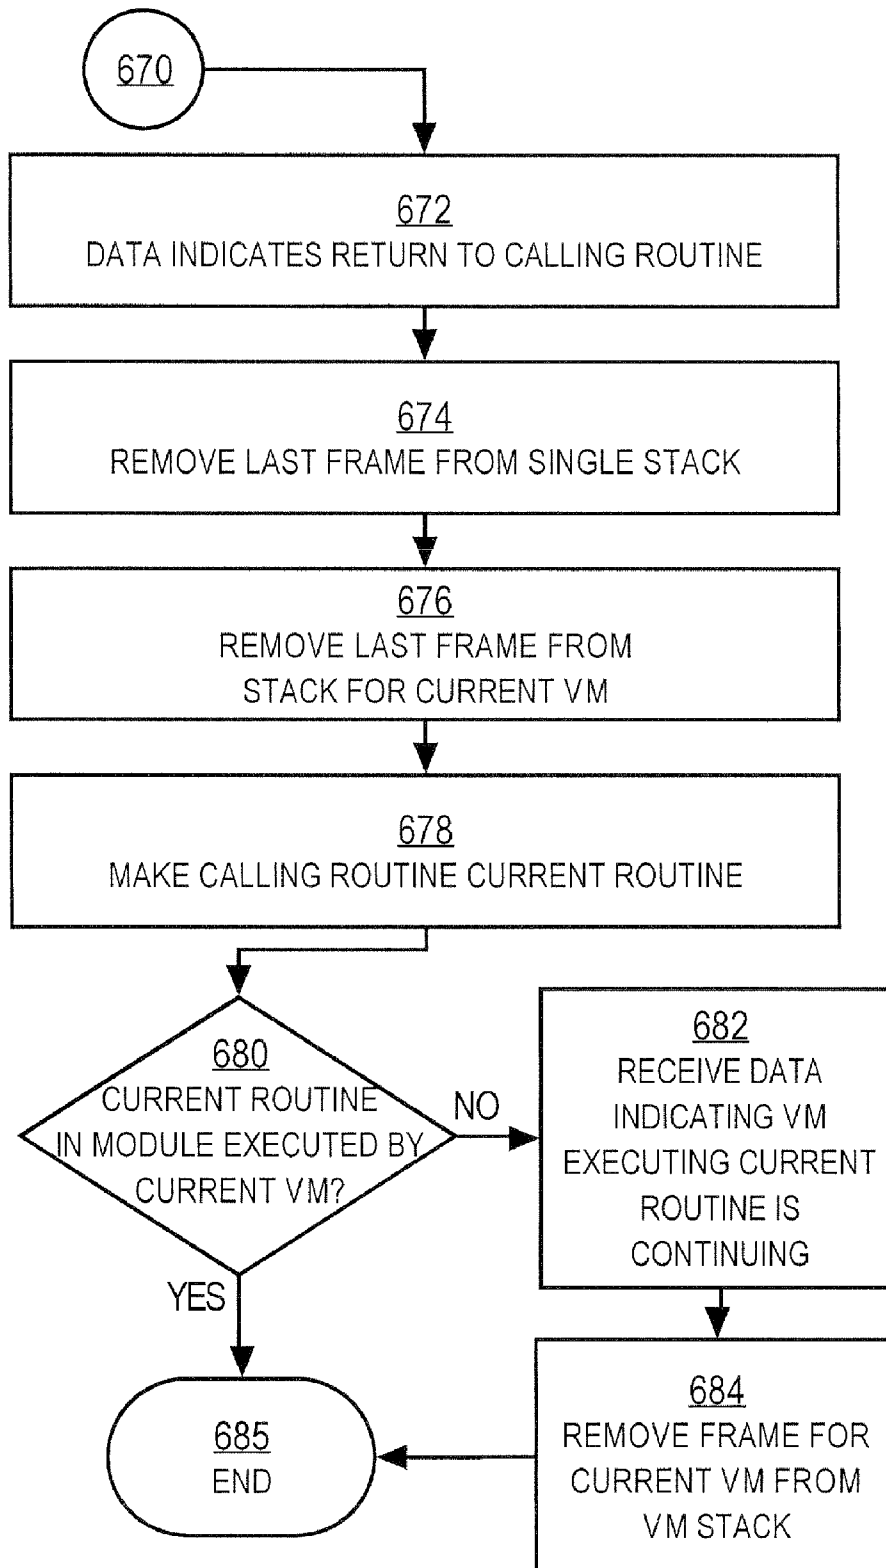 670
672
DATA INDICATES RETURN TO CALLING ROUTINE
674
REMOVE LAST FRAME FROM SINGLE STACK
676
REMOVE LAST FRAME FROM
STACK FOR CURRENT VM
678
MAKE CALLING ROUTINE CURRENT ROUTINE
680
CURRENT ROUTINE
IN MODULE EXECUTED BY
CURRENT VM?
NO
682
RECEIVE DATA
INDICATING VM
EXECUTING CURRENT
ROUTINE IS
CONTINUING
YES
684
REMOVE FRAME FOR
CURRENT VM FROM
VM STACK
685
END